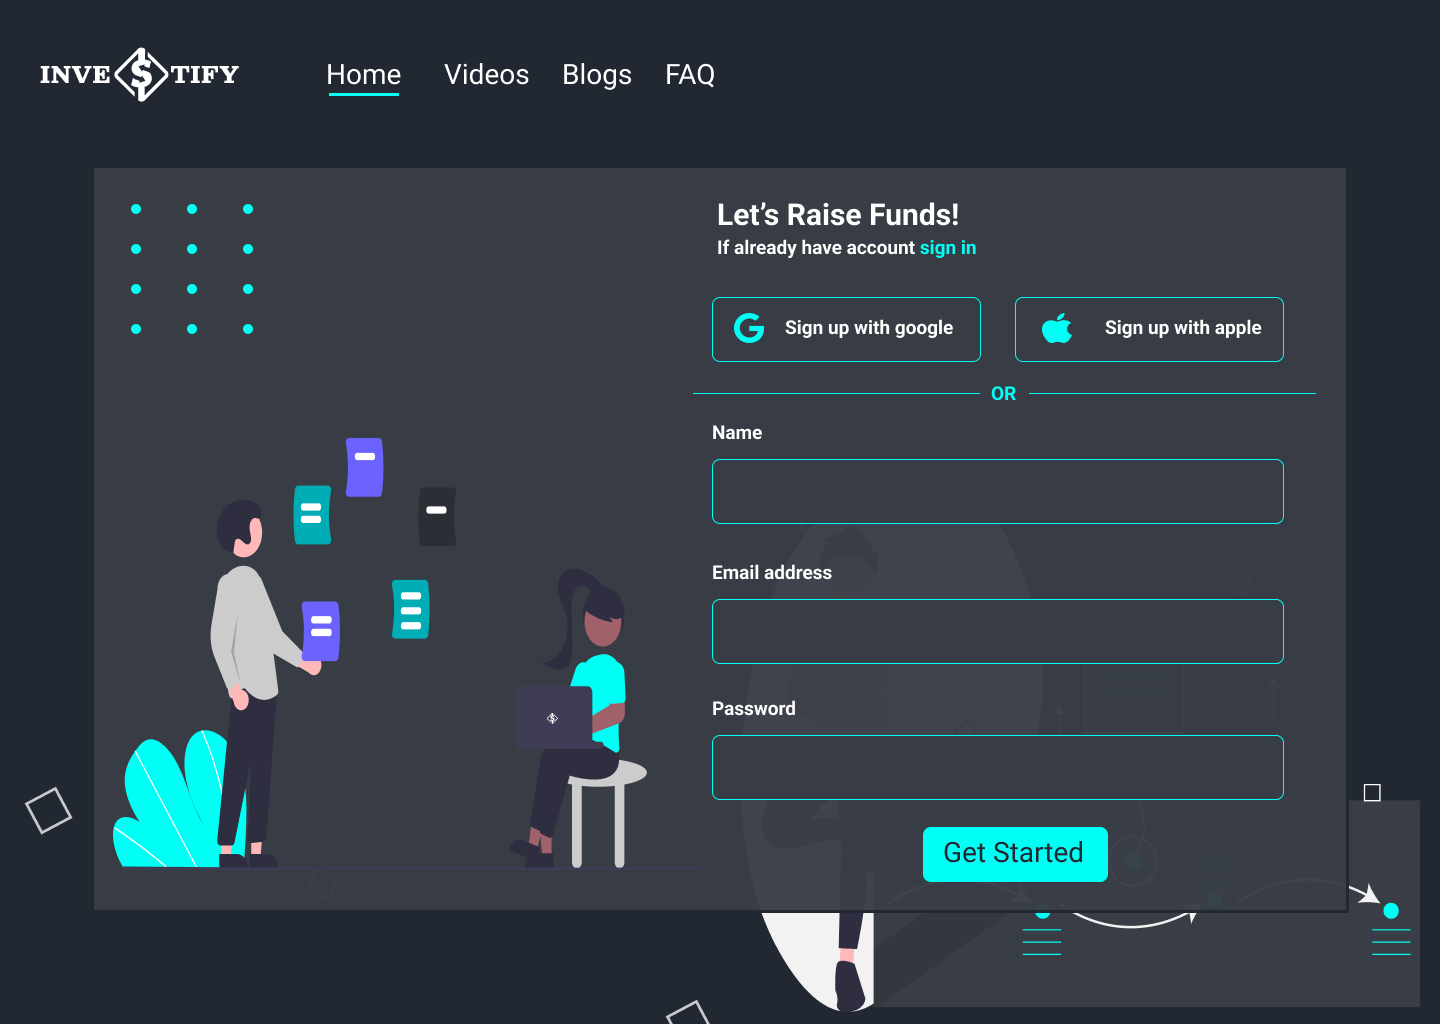 INVE$TIFY
Home Videos Blogs FAQ
Let’s Raise Funds!
If already have account sign in
Sign up with google Sign up with apple
OR
Name
Email address
Password
Get Started